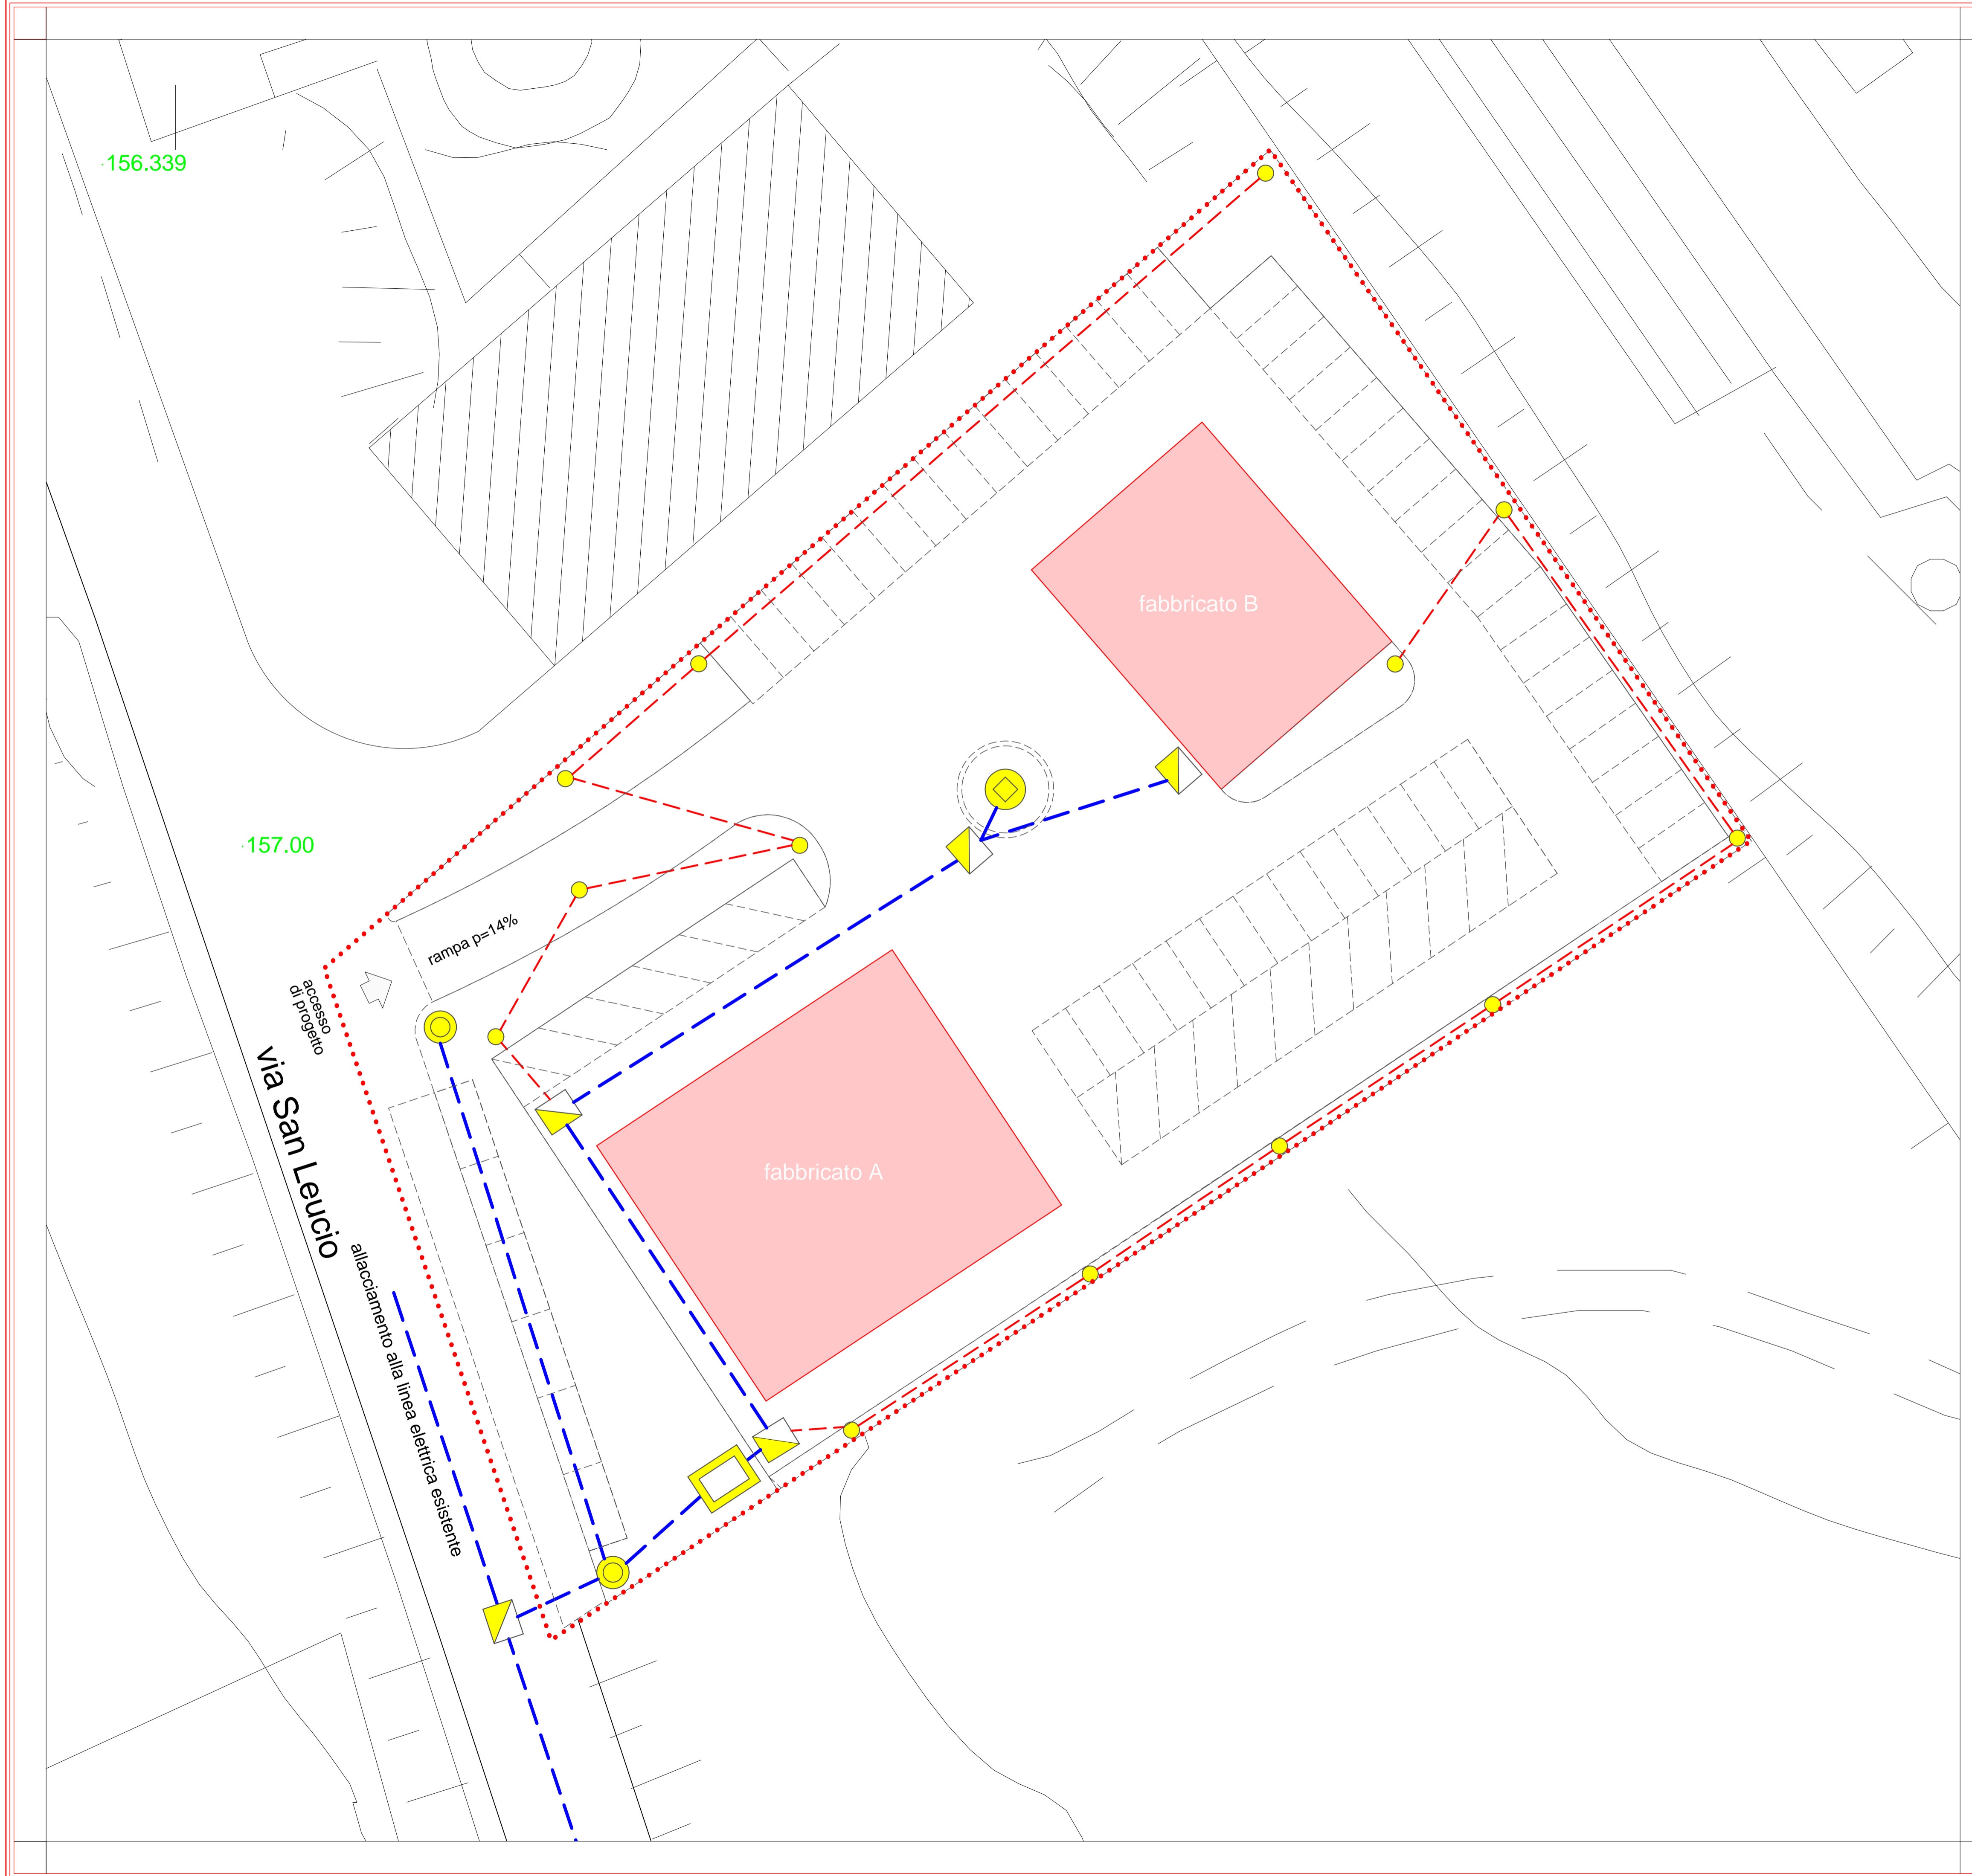 156.339
fabbricato B
157.00
rampa p=14%
accesso
di progetto
via San Leucio
fabbricato A
allacciamento alla linea elettrica esistente